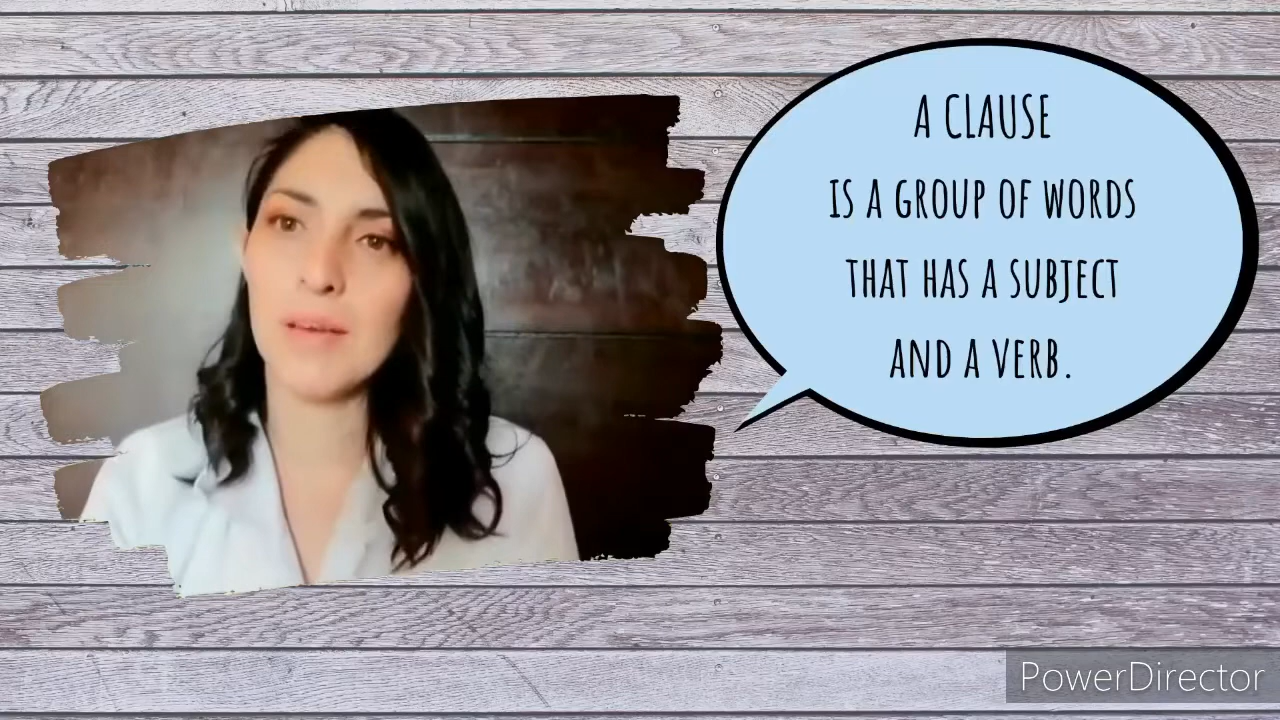 A CLAUSE
IS A GROUP OF WORDS
THAT HAS A SUBJECT
AND A VERB.
PowerDirector